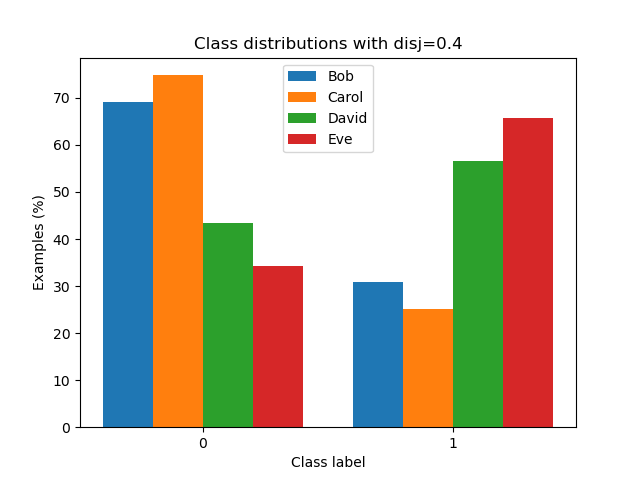 Class distributions with disj=0.4
Bob
Carol
David
Eve
Examples (%)
70
60
50
40
30
20
10
0
0 1
Class label